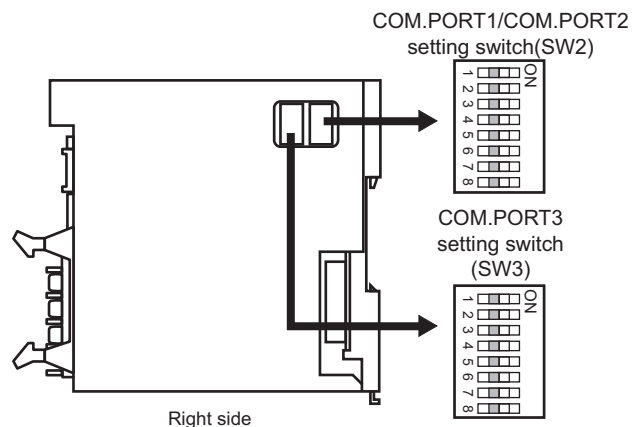 COM.PORT1/COM.PORT2
setting switch(SW2)
ON
1
2
3
4
5
6
7
8
COM.PORT3
setting switch
(SW3)
ON
1
2
3
4
5
6
7
8
Right side